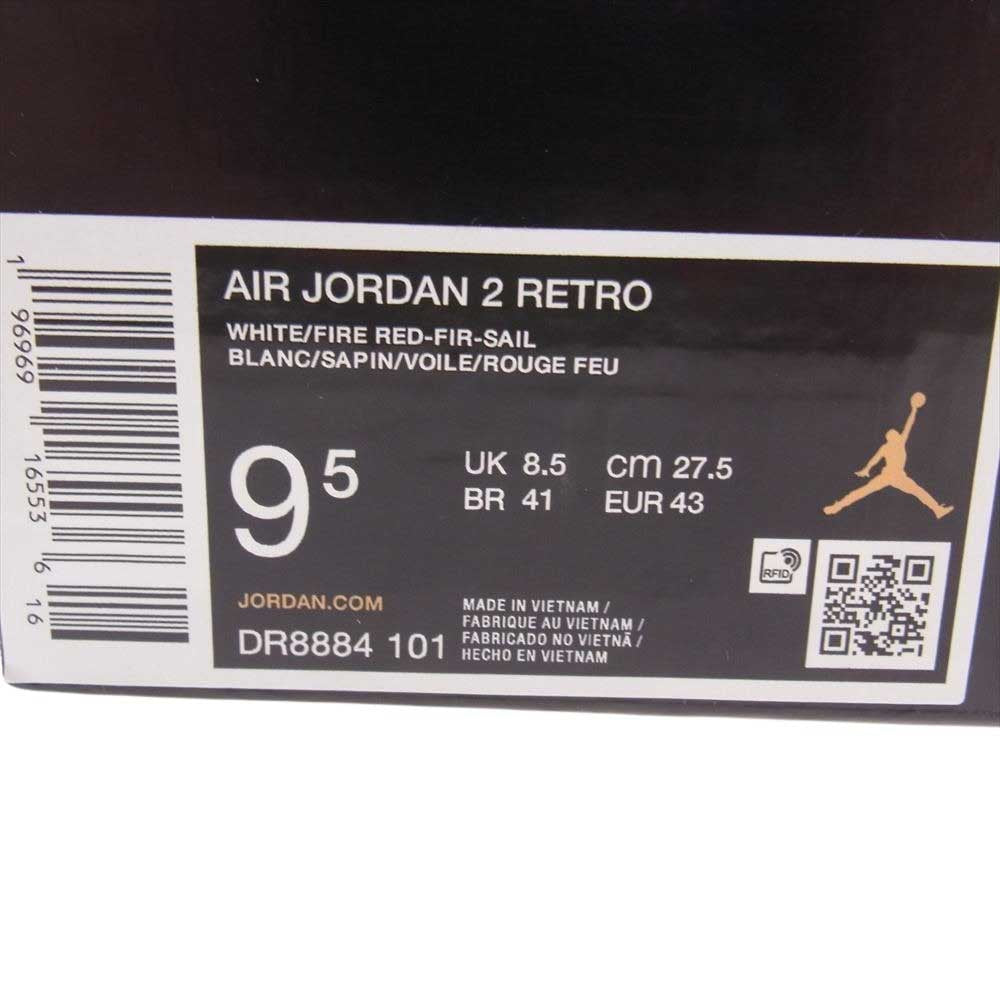 1 96969 16553 6 16
AIR JORDAN 2 RETRO
WHITE/FIRE RED-FIR-SAIL
BLANC/SAPIN/VOILE/ROUGE FEU
9 5
UK 8.5 cm 27.5
BR 41 EUR 43
RFID
JORDAN.COM
DR8884 101
MADE IN VIETNAM /
FABRIQUE AU VIETNAM /
FABRICADO NO VIETNÃ /
HECHO EN VIETNAM